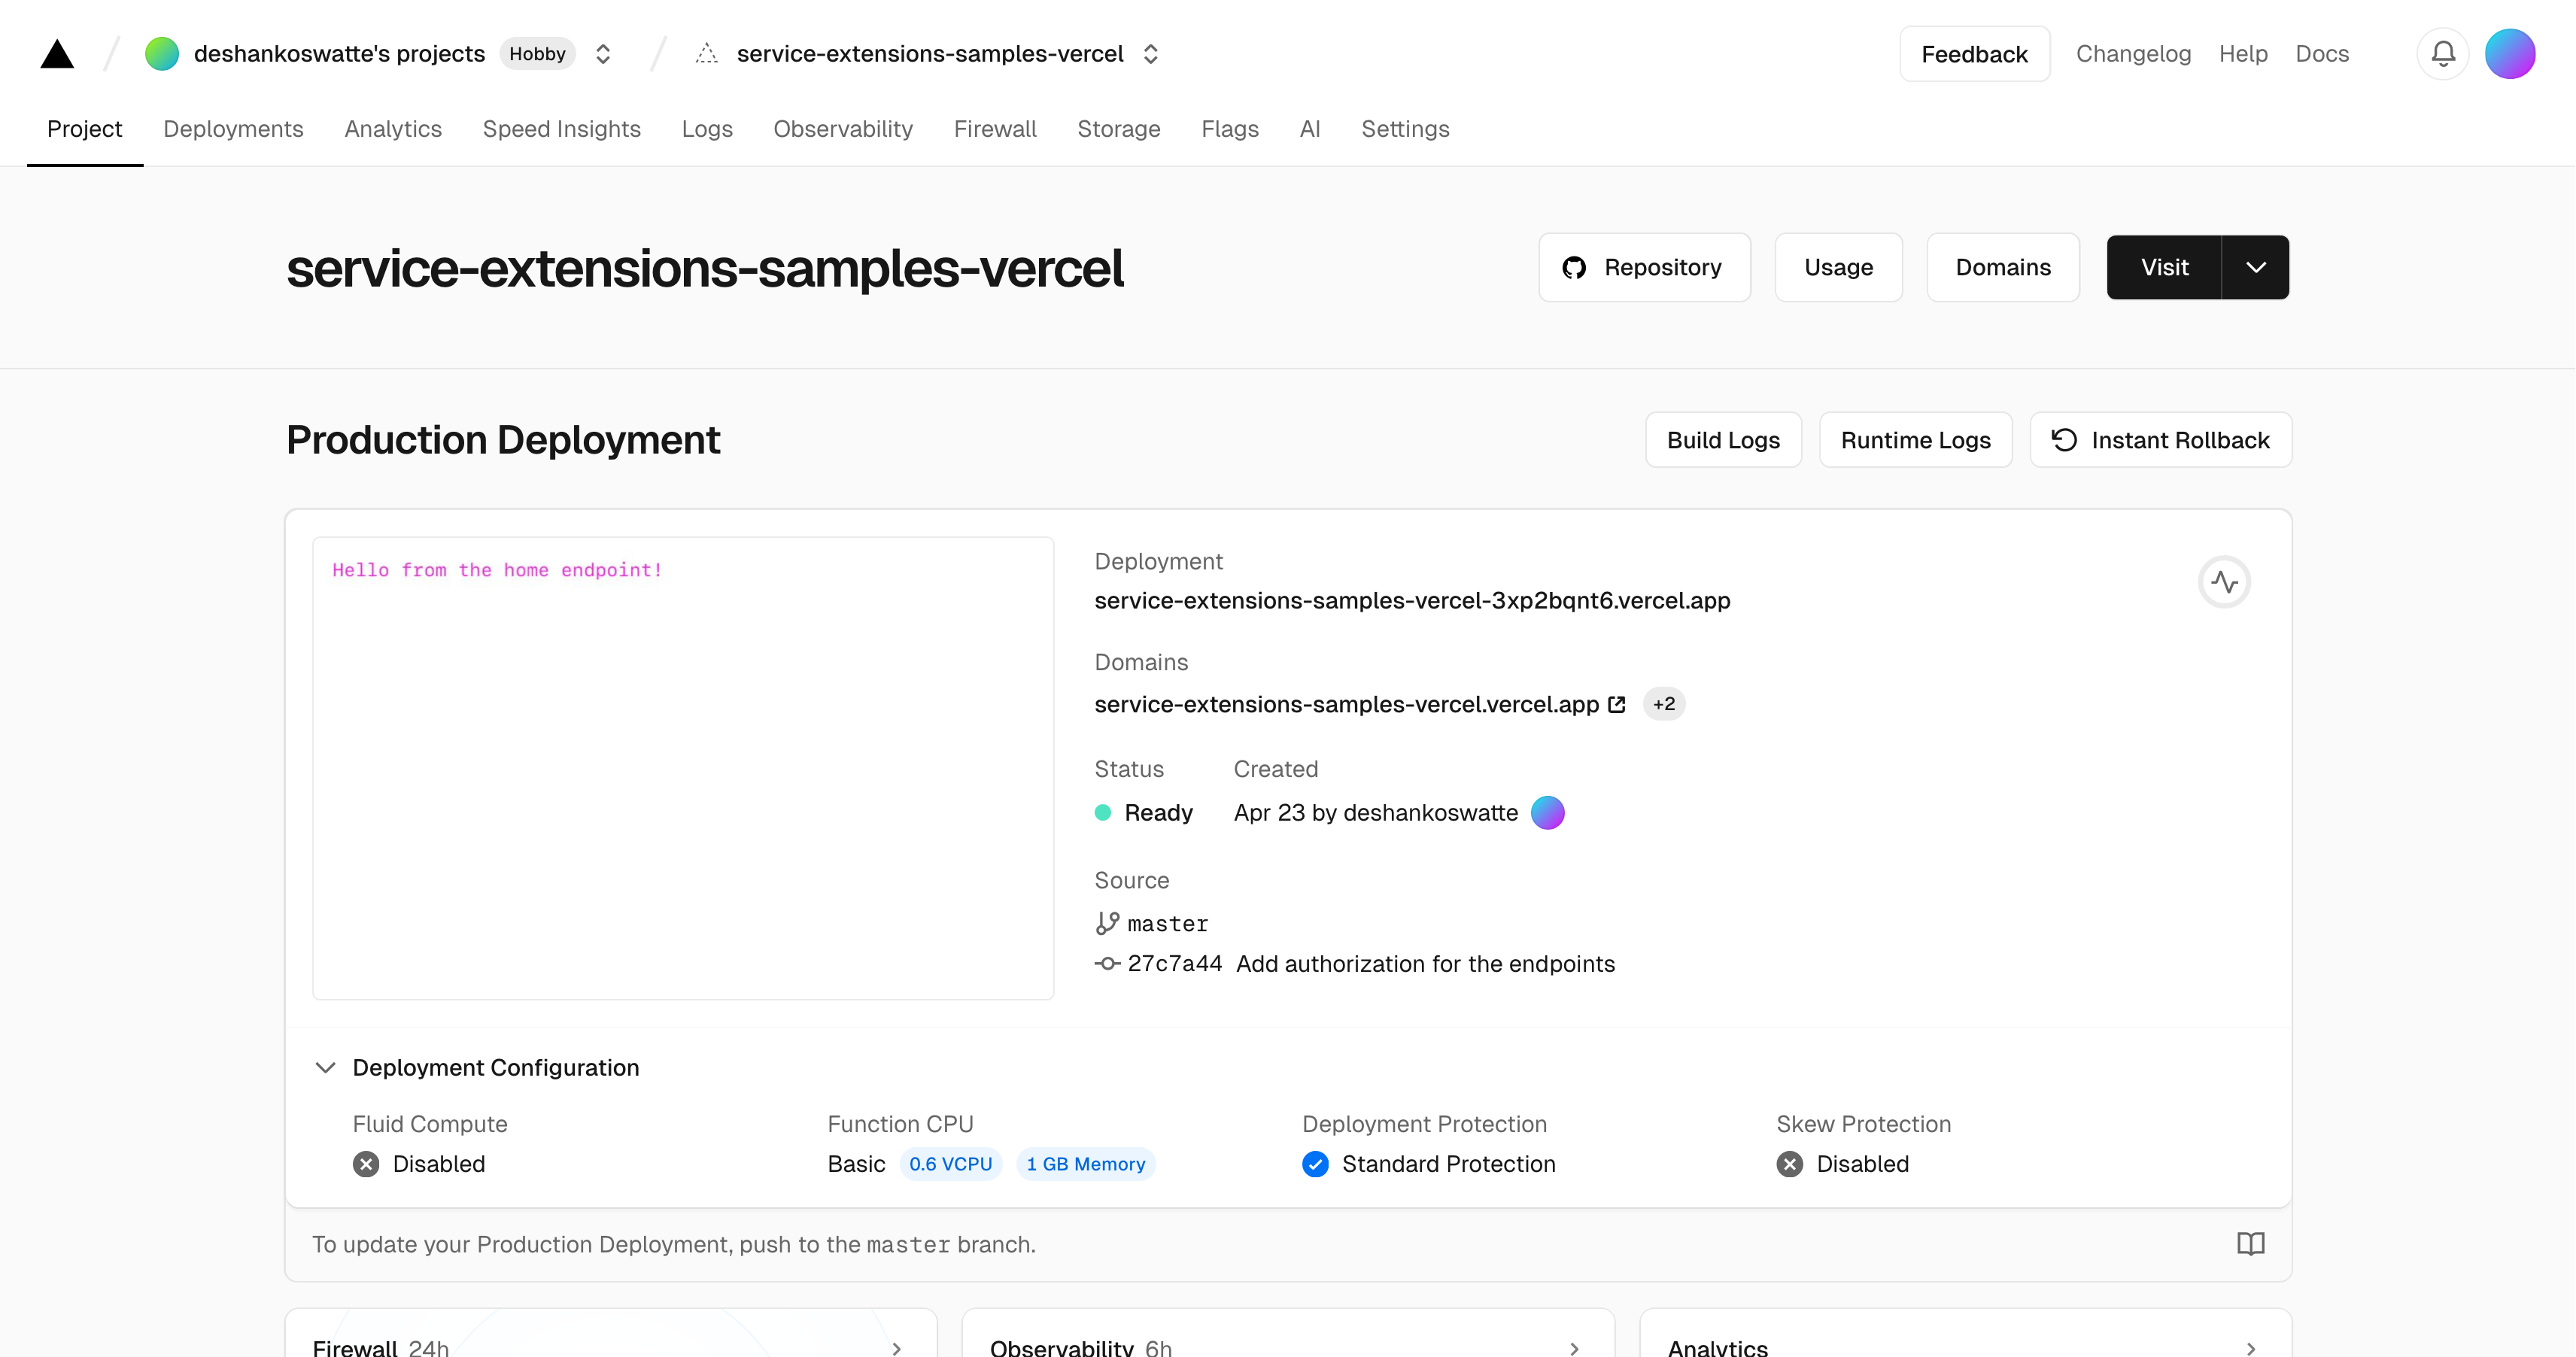 deshankoswatte's projects Hobby service-extensions-samples-vercel Feedback Changelog Help Docs
Project Deployments Analytics Speed Insights Logs Observability Firewall Storage Flags AI Settings
service-extensions-samples-vercel Repository Usage Domains Visit
Production Deployment Build Logs Runtime Logs Instant Rollback
Hello from the home endpoint!
Deployment
service-extensions-samples-vercel-3xp2bqnt6.vercel.app
Domains
service-extensions-samples-vercel.vercel.app +2
Status Created
Ready Apr 23 by deshankoswatte
Source
master
27c7a44 Add authorization for the endpoints
Deployment Configuration
Fluid Compute Function CPU Deployment Protection Skew Protection
Disabled Basic 0.6 VCPU 1 GB Memory Standard Protection Disabled
To update your Production Deployment, push to the master branch.
Firewall 24h Observability 6h Analytics